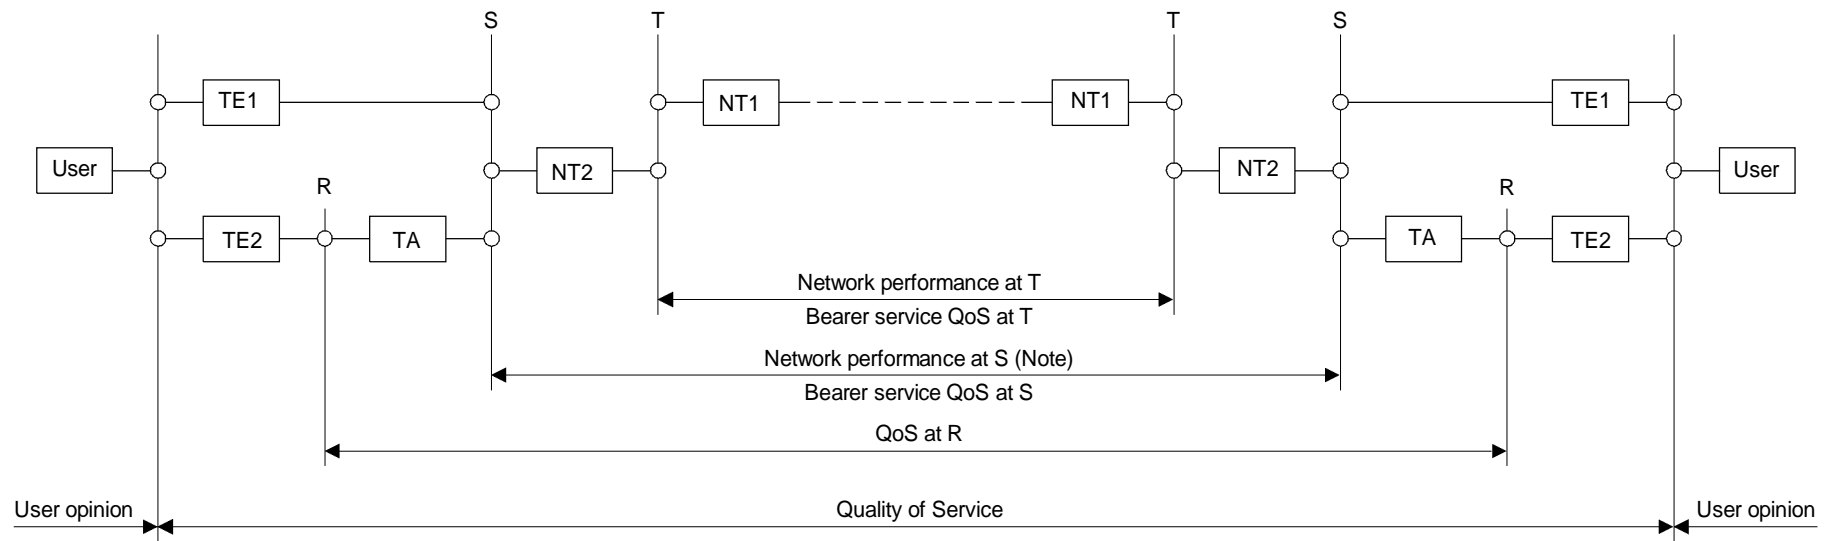 S T T S
TE1 NT1 NT1 TE1
User NT2 NT2 User
R R
TE2 TA TA TE2
Network performance at T
Bearer service QoS at T
Network performance at S (Note)
Bearer service QoS at S
QoS at R
User opinion Quality of Service User opinion